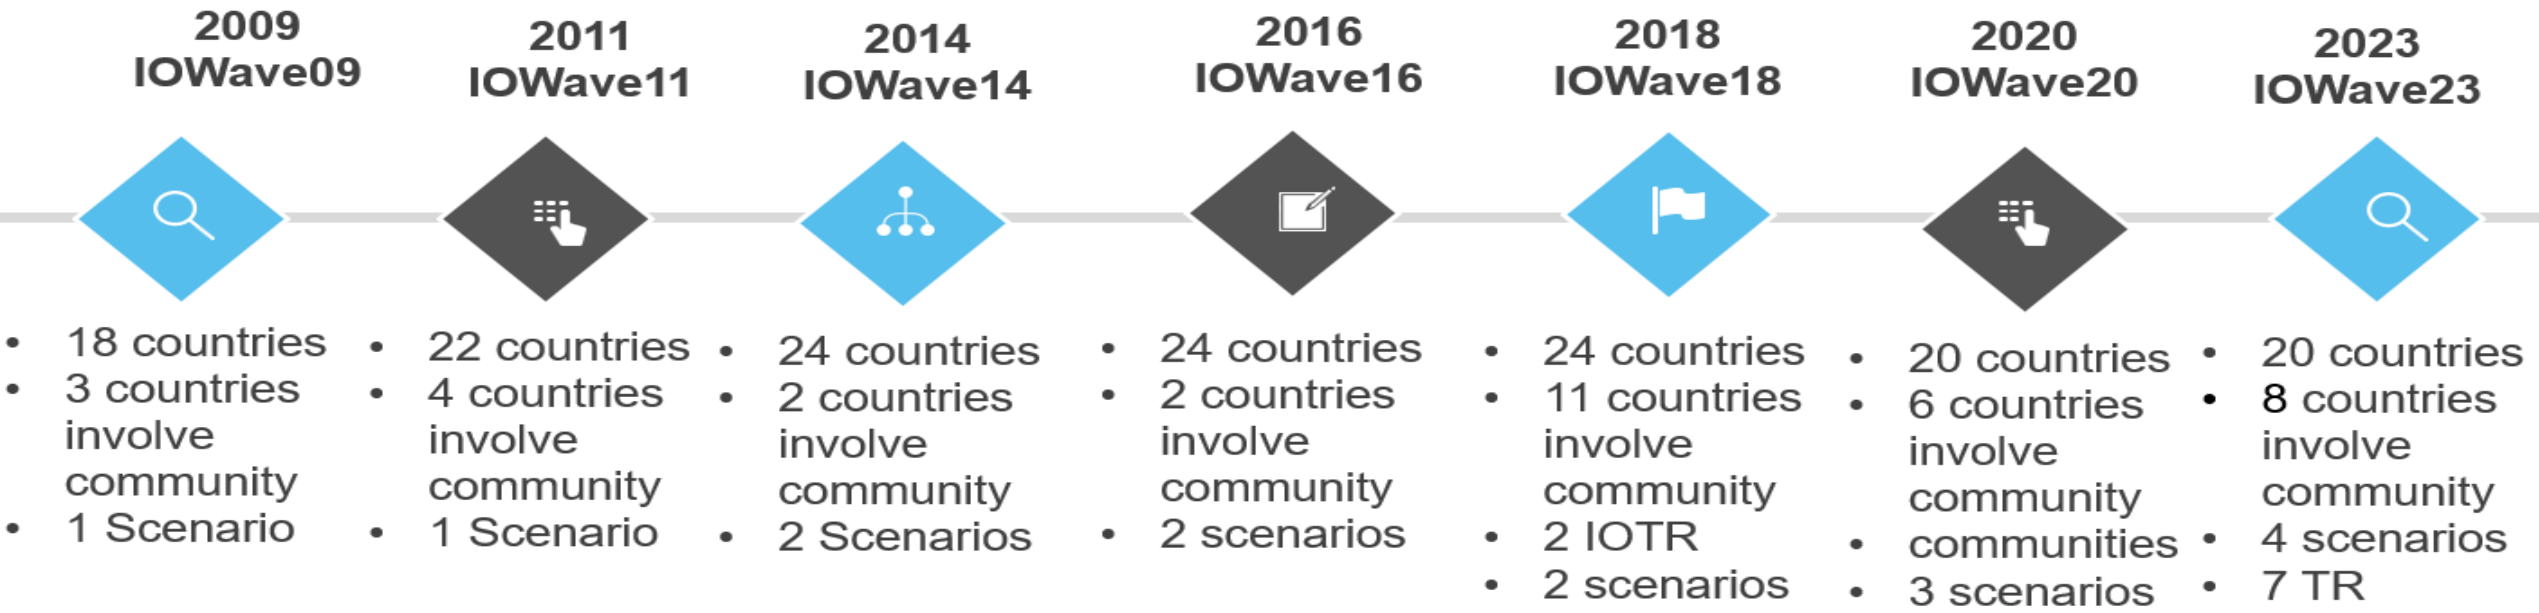 2009
IOWave09
• 18 countries
• 3 countries
involve
community
• 1 Scenario
2011
IOWave11
• 22 countries
• 4 countries
involve
community
• 1 Scenario
2014
IOWave14
• 24 countries
• 2 countries
involve
community
• 2 Scenarios
2016
IOWave16
• 24 countries
• 2 countries
involve
community
• 2 scenarios
2018
IOWave18
• 24 countries
• 11 countries
involve
community
• 2 IOTR
• 2 scenarios
2020
IOWave20
• 20 countries
• 6 countries
involve
community
• communities
• 3 scenarios
2023
IOWave23
• 20 countries
• 8 countries
involve
community
• 4 scenarios
• 7 TR